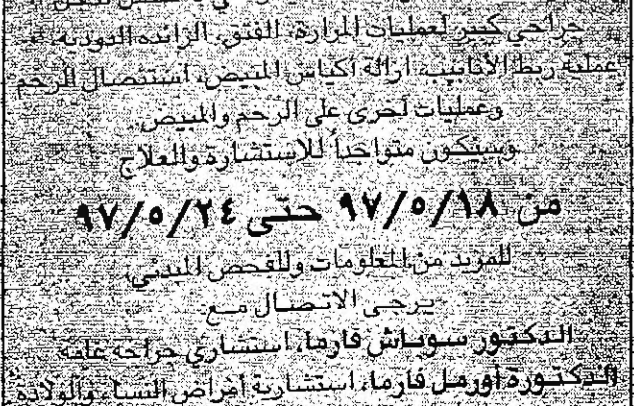 جراحي كبير لعمليات المرارة، الفتق، الزائدة الدودية،
عملية ربط الأنابيب، ازالة أكياس المبيض، استئصال الرحم
وعمليات أخرى على الرحم والمبيض.
وسيكون متواجداً للاستشارة والعلاج
من ٩٧/٥/١٨ حتى ٩٧/٥/٢٤
للمزيد من المعلومات وللفحص المبدئي،
يرجى الاتصال مع:
الدكتور سوباش فارما، استشاري جراحة عامة
الدكتورة أورمل فارما، استشارية أمراض النساء والولادة